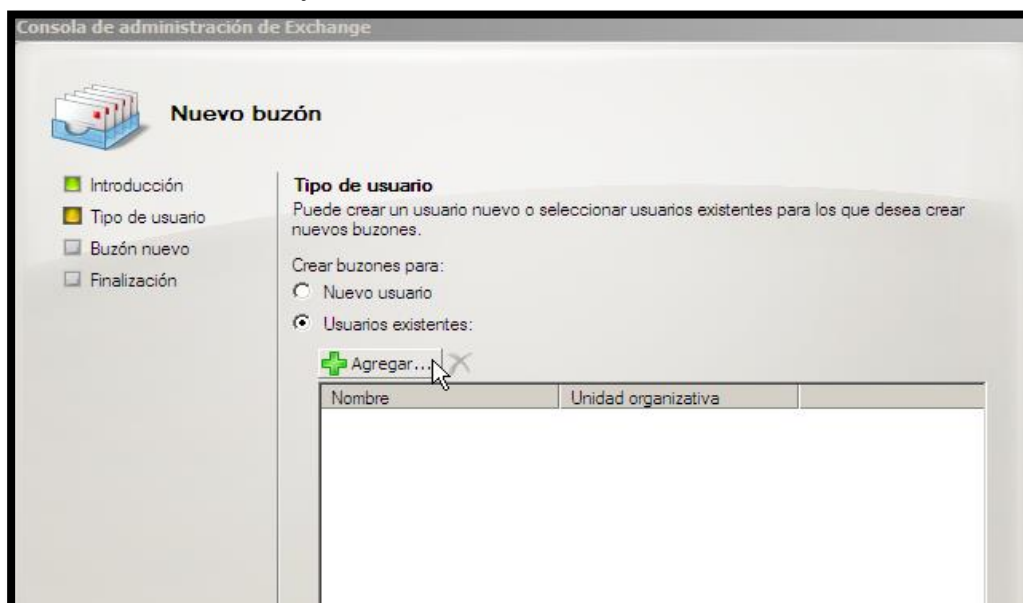 Consola de administración de Exchange
Nuevo buzón
Introducción
Tipo de usuario
Buzón nuevo
Finalización
Tipo de usuario
Puede crear un usuario nuevo o seleccionar usuarios existentes para los que desea crear
nuevos buzones.
Crear buzones para:
Nuevo usuario
Usuarios existentes:
Agregar...
Nombre
Unidad organizativa